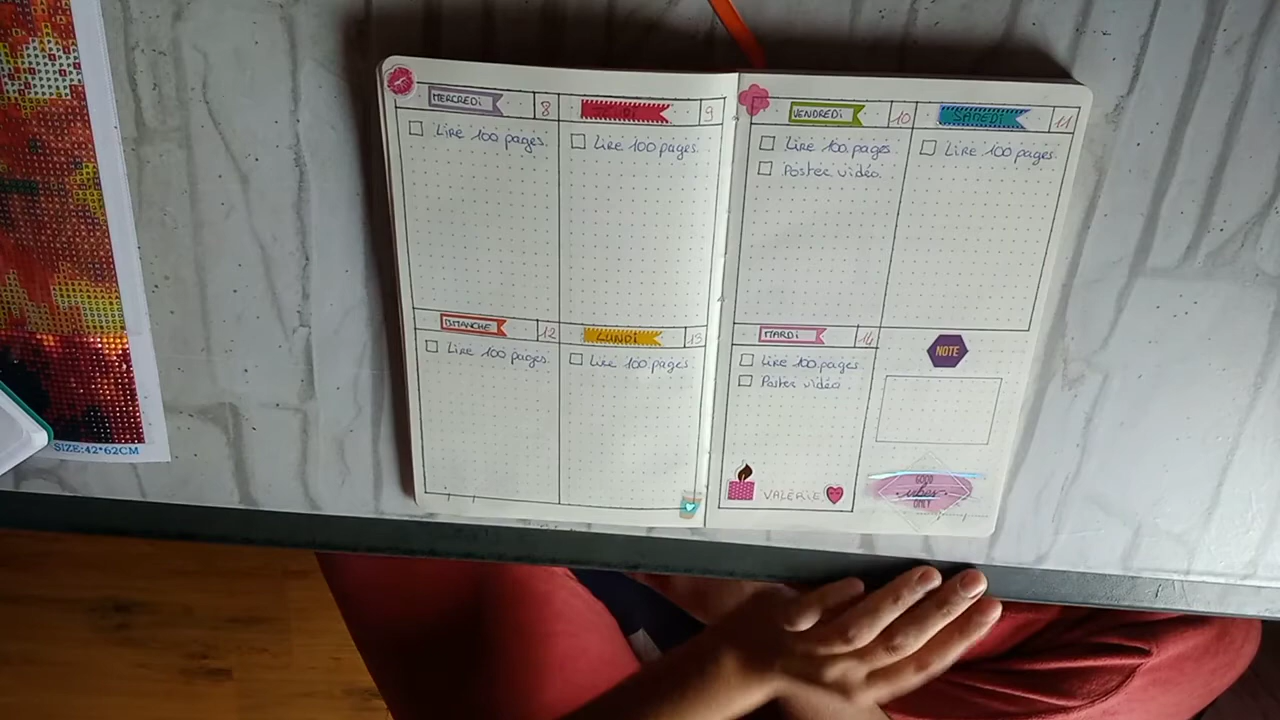 MERCREDI 8
☐ Lire 100 pages.
9
☐ Lire 100 pages.
VENDREDI 10
☐ Lire 100 pages
☐ Poster vidéo.
SAMEDI 11
☐ Lire 100 pages.
DIMANCHE 12
☐ Lire 100 pages.
LUNDI 13
☐ Lire 100 pages
MARDI 14
☐ Lire 100 pages
☐ Poster vidéo
VALÉRIE
NOTE
GOOD
vibes
ONLY
SIZE:42*62CM